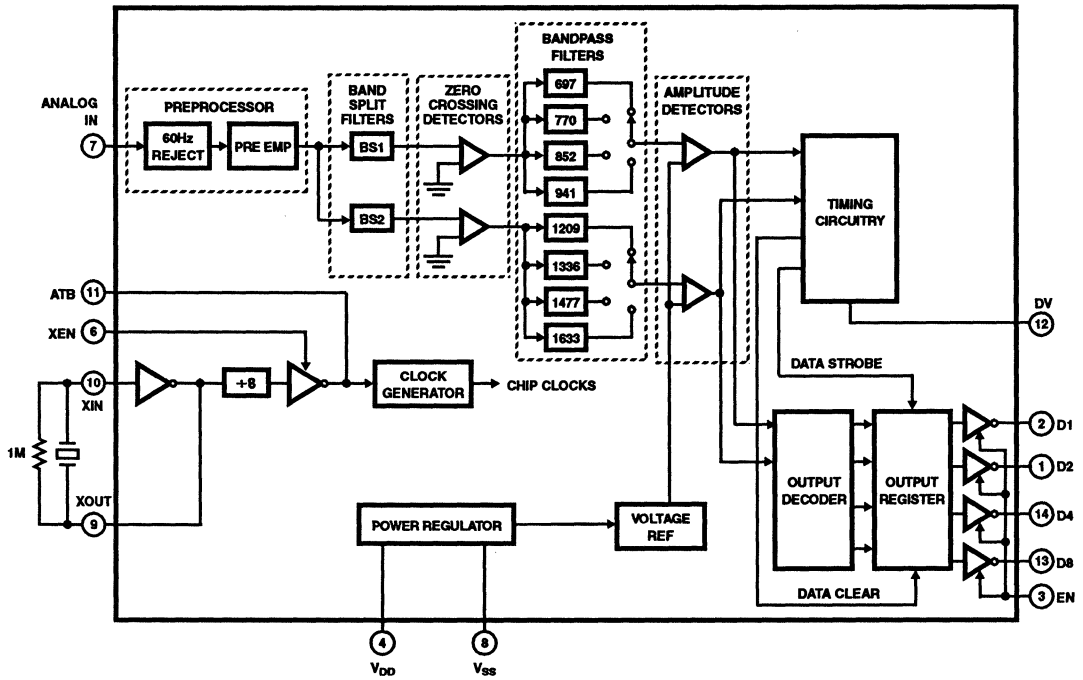 BANDPASS
FILTERS
ANALOG
IN
7
PREPROCESSOR
60Hz
REJECT
PRE EMP
BAND
SPLIT
FILTERS
BS1
BS2
ZERO
CROSSING
DETECTORS
697
770
852
941
1209
1336
1477
1633
AMPLITUDE
DETECTORS
TIMING
CIRCUITRY
DV
12
ATB
11
XEN
6
10
XIN
÷8
CLOCK
GENERATOR
CHIP CLOCKS
1M
XOUT
9
POWER REGULATOR
VOLTAGE
REF
DATA STROBE
OUTPUT
DECODER
OUTPUT
REGISTER
DATA CLEAR
2 D1
1 D2
14 D4
13 D8
3 EN
4
VDD
8
VSS